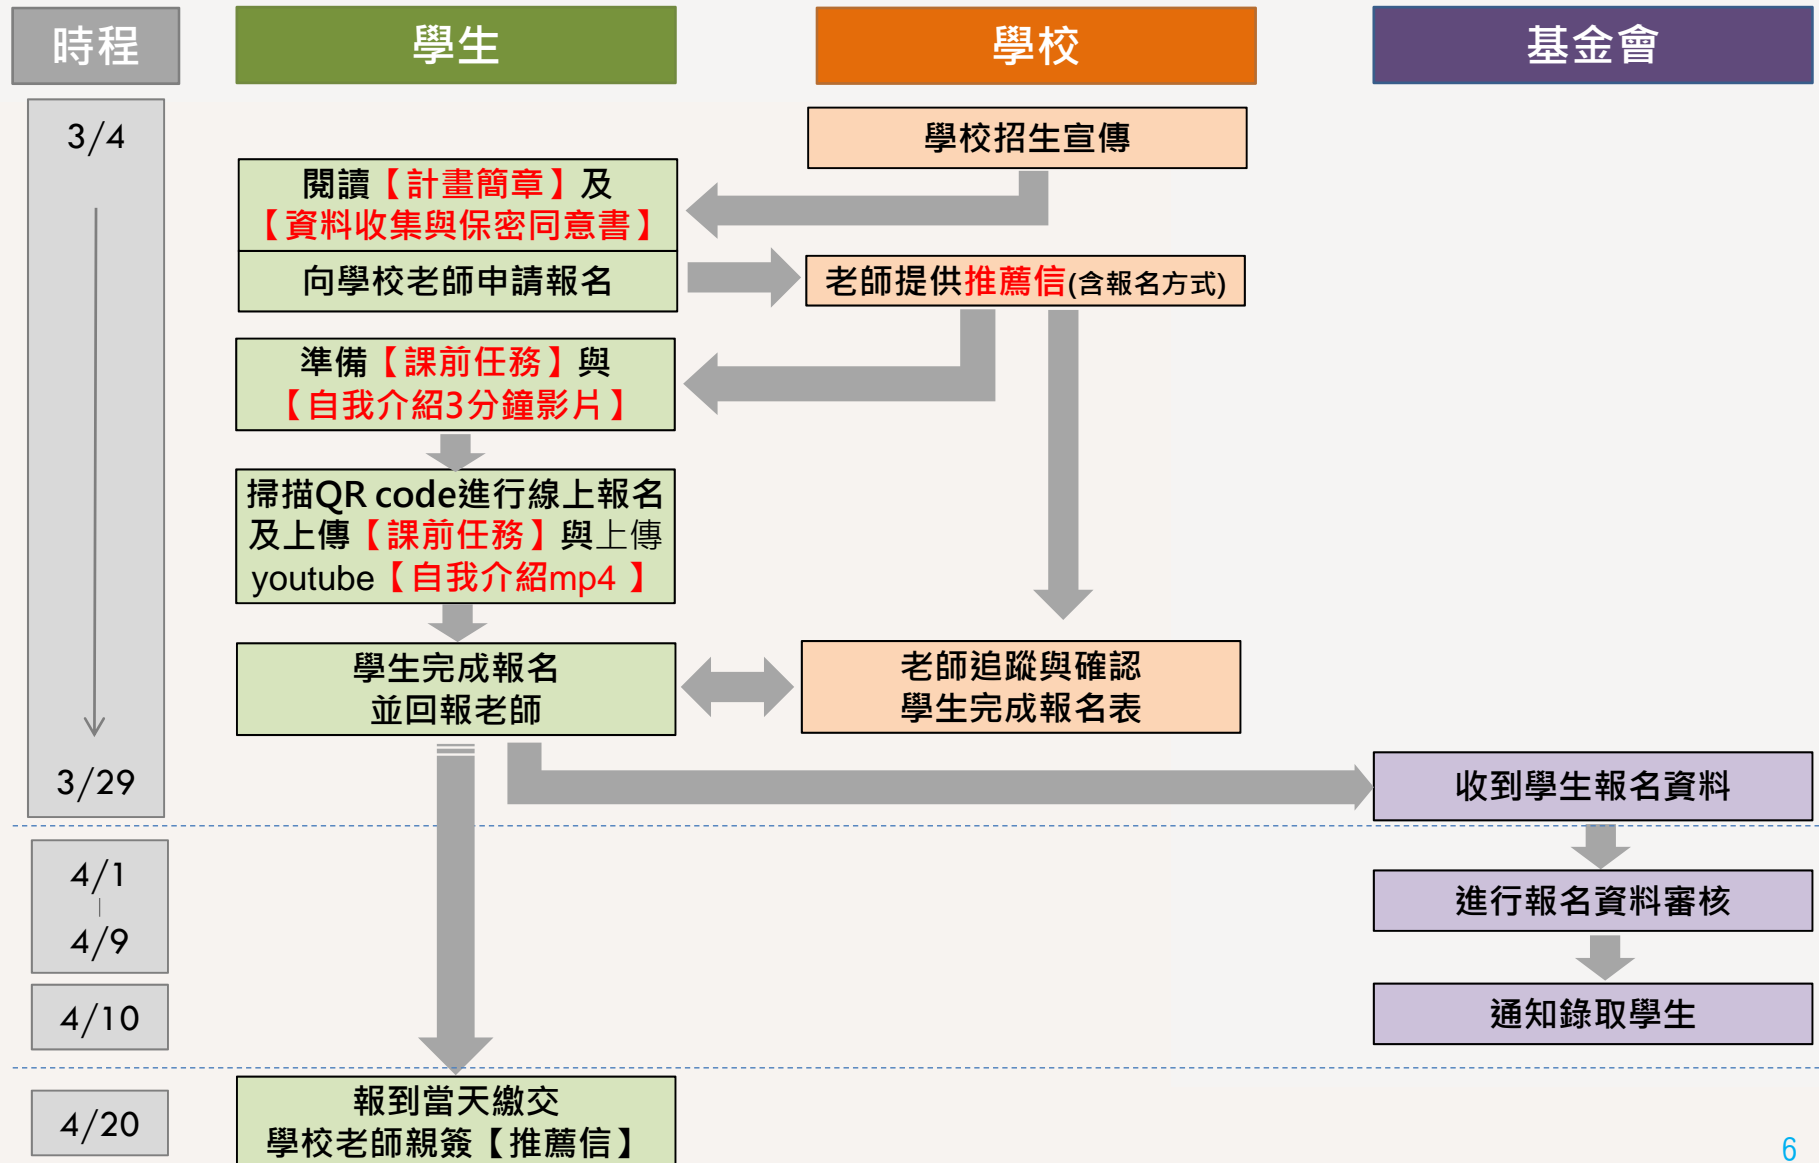 時程
學生
學校
基金會
3/4
學校招生宣傳
閱讀【計畫簡章】及
【資料收集與保密同意書】
向學校老師申請報名
老師提供推薦信(含報名方式)
準備【課前任務】與
【自我介紹3分鐘影片】
掃描QR code進行線上報名
及上傳【課前任務】與上傳
youtube【自我介紹mp4 】
學生完成報名
並回報老師
老師追蹤與確認
學生完成報名表
3/29
收到學生報名資料
4/1
|
4/9
進行報名資料審核
4/10
通知錄取學生
4/20
報到當天繳交
學校老師親簽【推薦信】
6